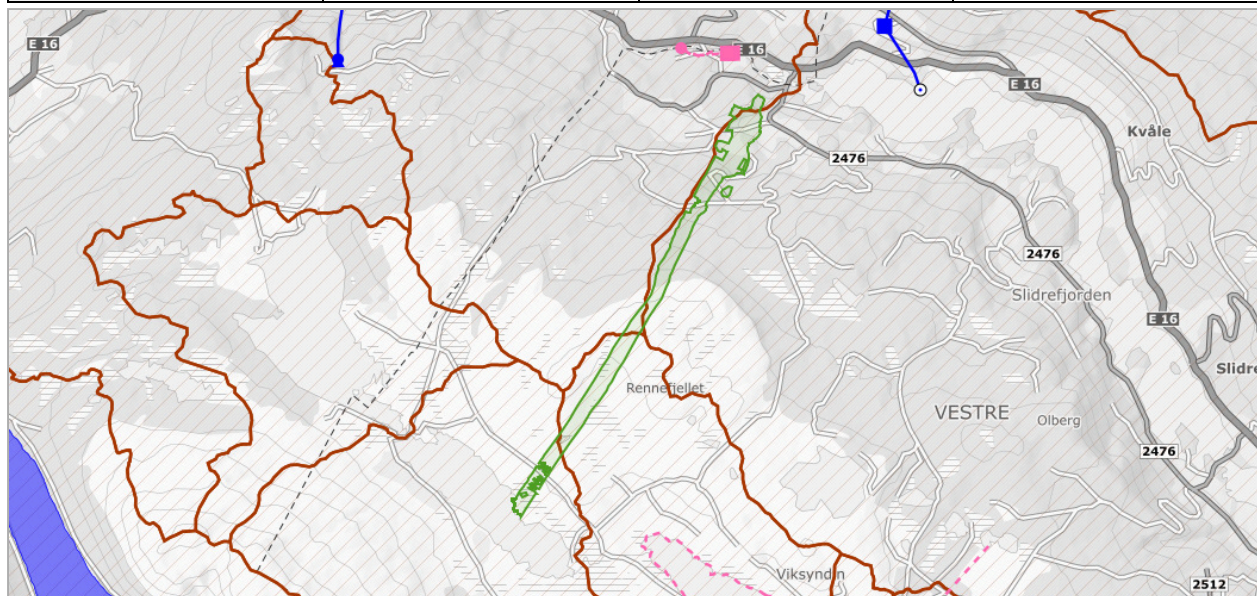 E 16
E 16
E 16
Kvåle
2476
2476
Slidrefjorden
E 16
Slidre
Rennefjellet
VESTRE
Olberg
2476
Viksyndin
2512